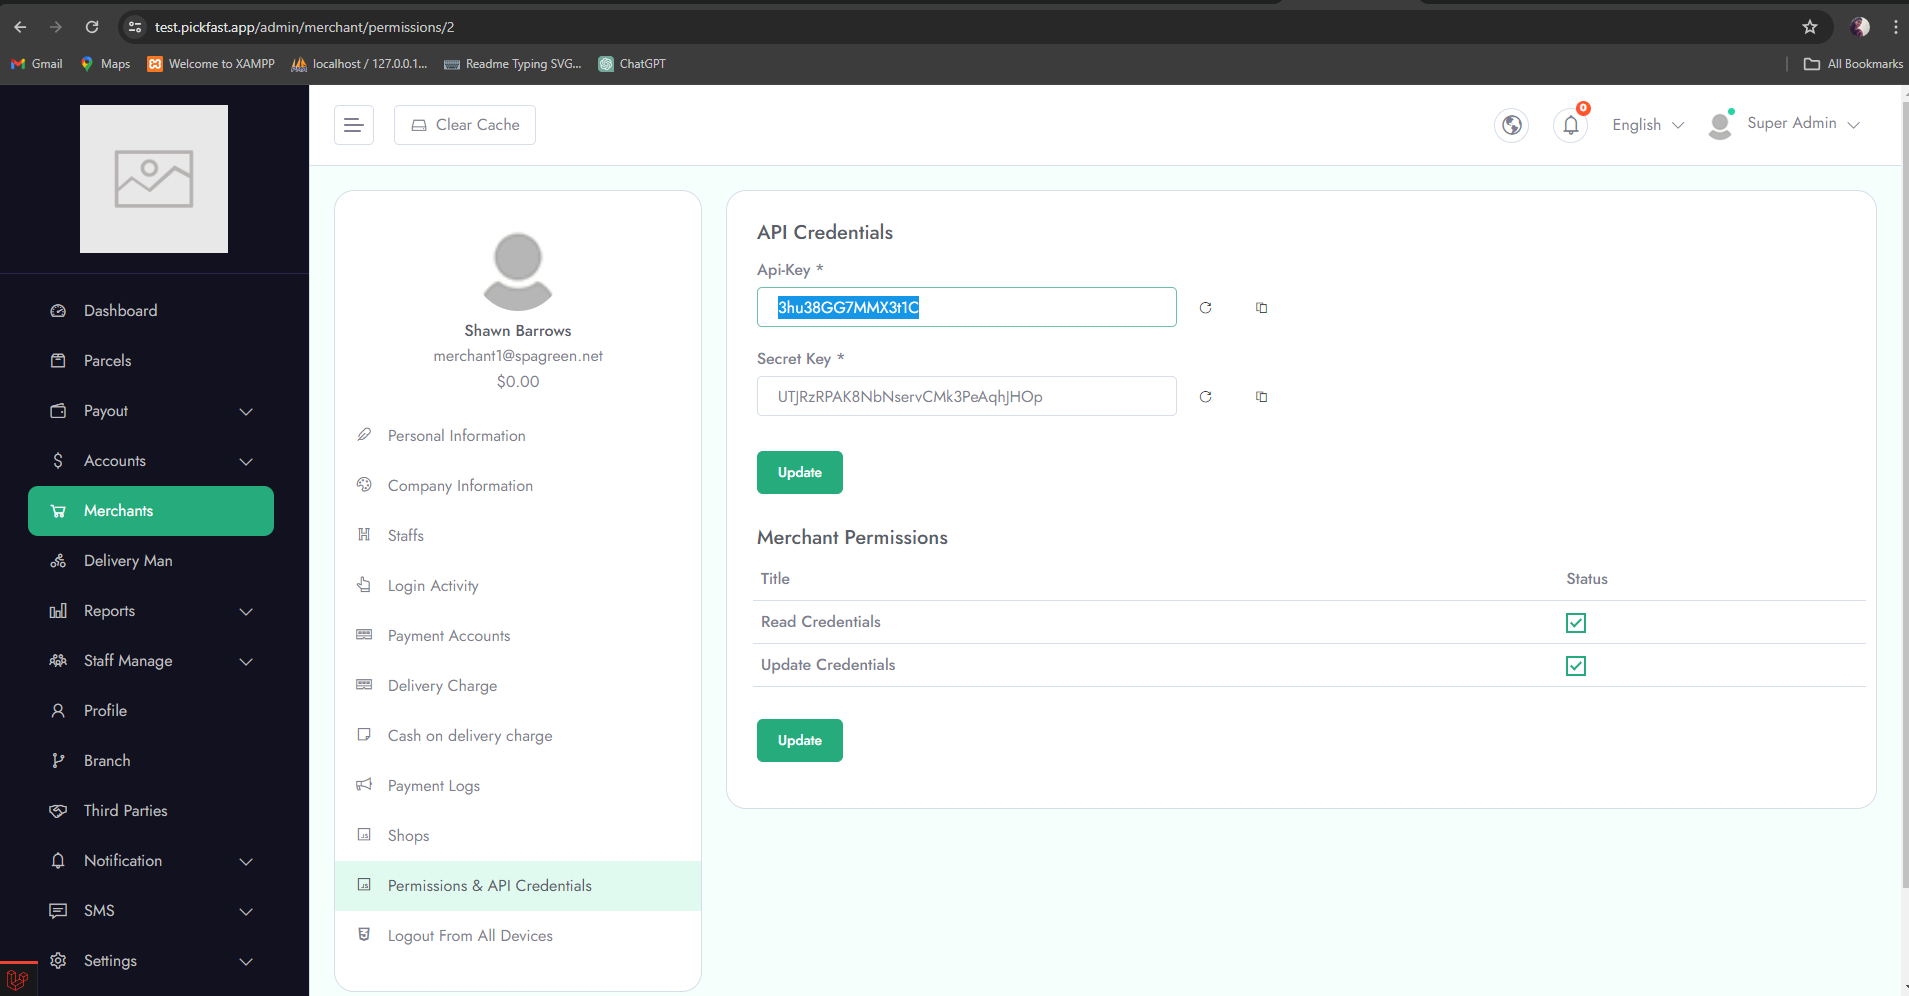 test.pickfast.app/admin/merchant/permissions/2
Gmail
Maps
Welcome to XAMPP
localhost / 127.0.0.1...
Readme Typing SVG...
ChatGPT
All Bookmarks
Clear Cache
0
English
Super Admin
Dashboard
Parcels
Payout
Accounts
Merchants
Delivery Man
Reports
Staff Manage
Profile
Branch
Third Parties
Notification
SMS
Settings
Shawn Barrows
merchant1@spagreen.net
$0.00
Personal Information
Company Information
Staffs
Login Activity
Payment Accounts
Delivery Charge
Cash on delivery charge
Payment Logs
Shops
Permissions & API Credentials
Logout From All Devices
API Credentials
Api-Key *
3hu38GG7MMX3t1C
Secret Key *
UTJRzRPAK8NbNservCMk3PeAqhJHOp
Update
Merchant Permissions
Title Status
Read Credentials
Update Credentials
Update